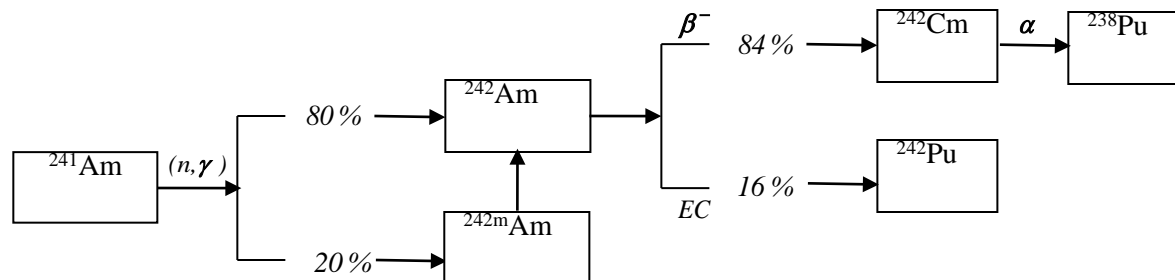 β⁻ 84% ²⁴²Cm α ²³⁸Pu
80% ²⁴²Am
²⁴¹Am (n,γ)
²⁴²Pu
EC 16%
20% ²⁴²ᵐAm